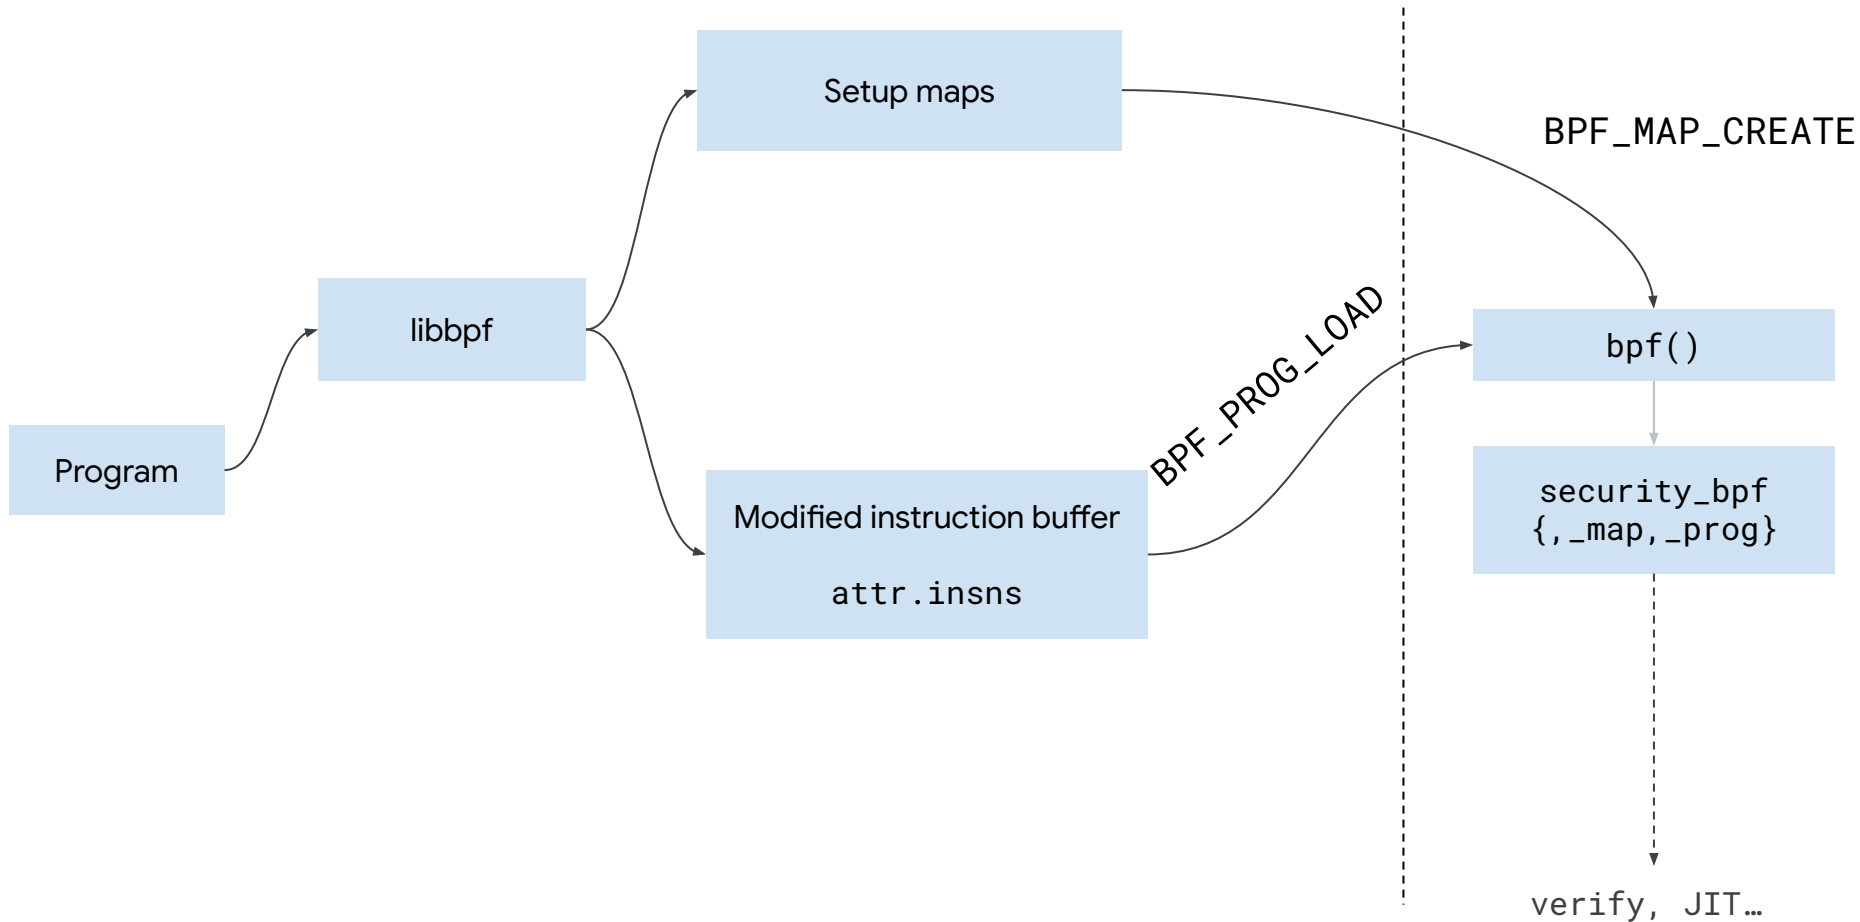 Setup maps
BPF_MAP_CREATE
libbpf
BPF_PROG_LOAD
bpf()
Program
Modified instruction buffer
attr.insns
security_bpf
{,_map,_prog}
verify, JIT…